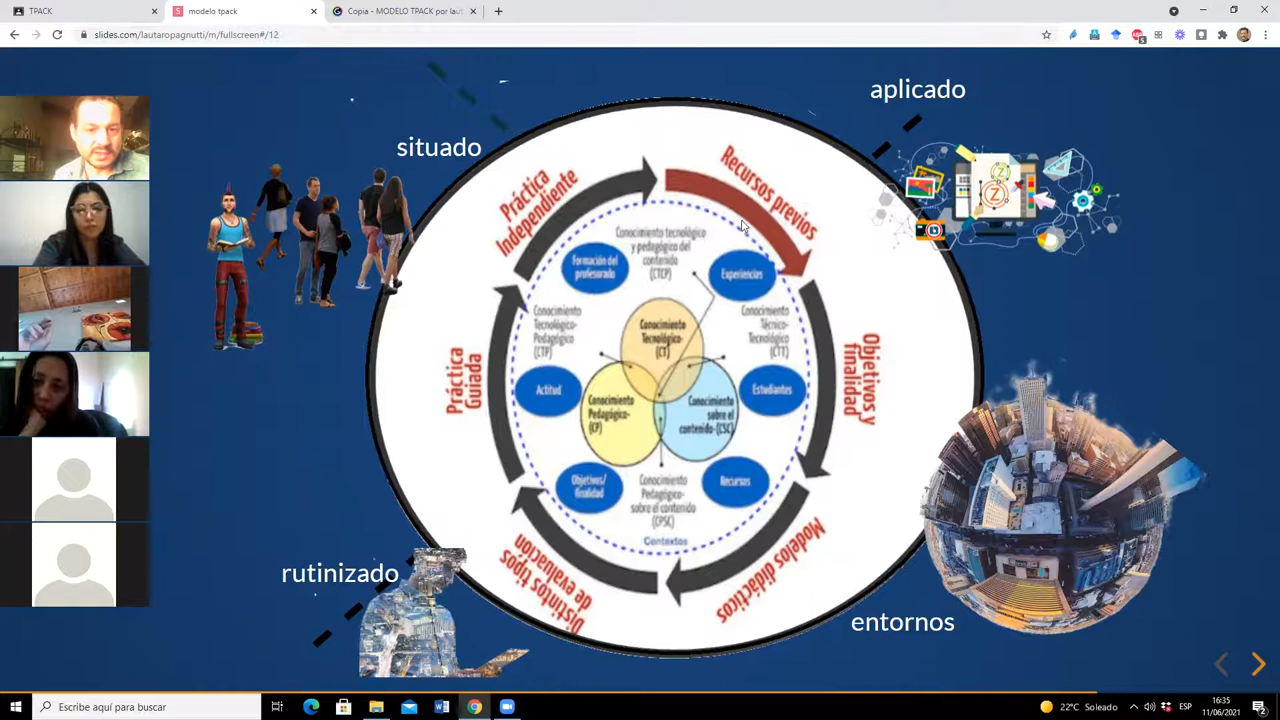 TPACK
modelo tpack
Copia - MODELO TPACK por laut
slides.com/lautaropagnutti/m/fullscreen#/12
aplicado
situado
Práctica
Independiente
Recursos previos
Conocimiento tecnológico
y pedagógico del
contenido
(CTCP)
Formación del
profesorado
Experiencias
Conocimiento
Tecnológico-
Pedagógico
(CTP)
Conocimiento
Técnico-
Tecnológico
(CTT)
Conocimiento
Tecnológico-
(CT)
Práctica
Guiada
Objetivos y
finalidad
Actitud
Estudiantes
Conocimiento
Pedagógico-
(CP)
Conocimiento
sobre el
contenido-(CSC)
Objetivos/
finalidad
Recursos
Conocimiento
Pedagógico-
sobre el contenido
(CPSC)
Contextos
Distintos tipos
de evaluación
Modelos didácticos
rutinizado
entornos
Escribe aquí para buscar
22°C Soleado
ESP
16:35
11/06/2021